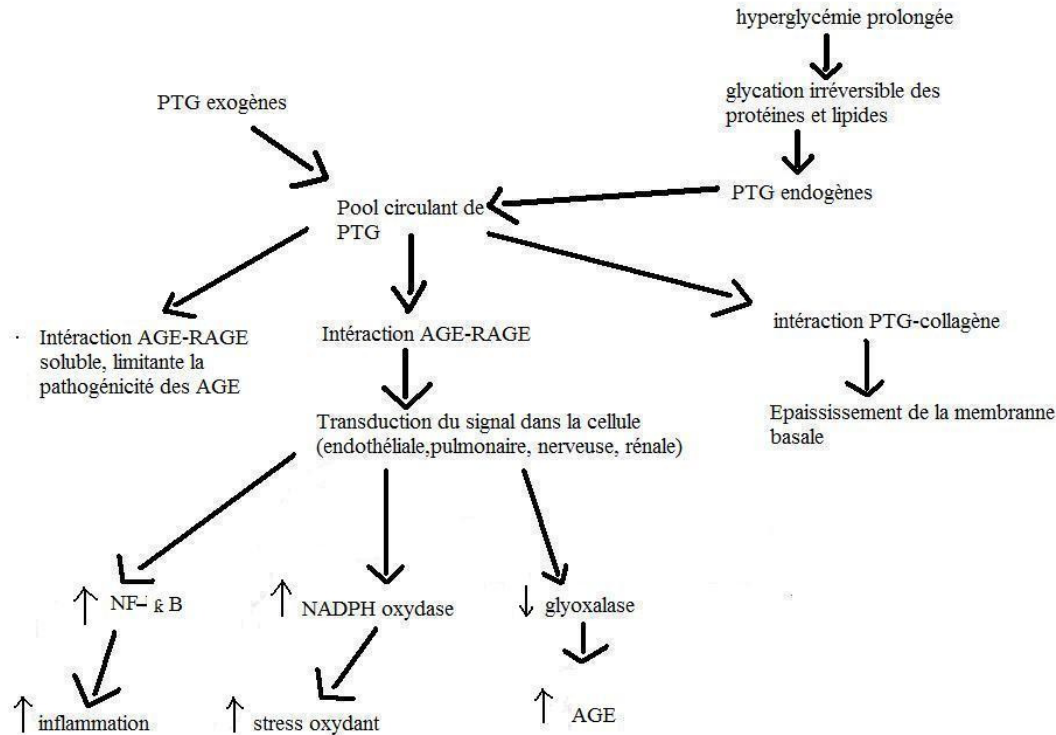 hyperglycémie prolongée
PTG exogènes
glycation irréversible des
protéines et lipides
PTG endogènes
Pool circulant de
PTG
Intéraction AGE-RAGE
soluble, limitante la
pathogénicité des AGE
Intéraction AGE-RAGE
intéraction PTG-collagène
Transduction du signal dans la cellule
(endothéliale,pulmonaire, nerveuse, rénale)
Epaississement de la membranne
basale
NF-κB
NADPH oxydase
glyoxalase
inflammation
stress oxydant
AGE